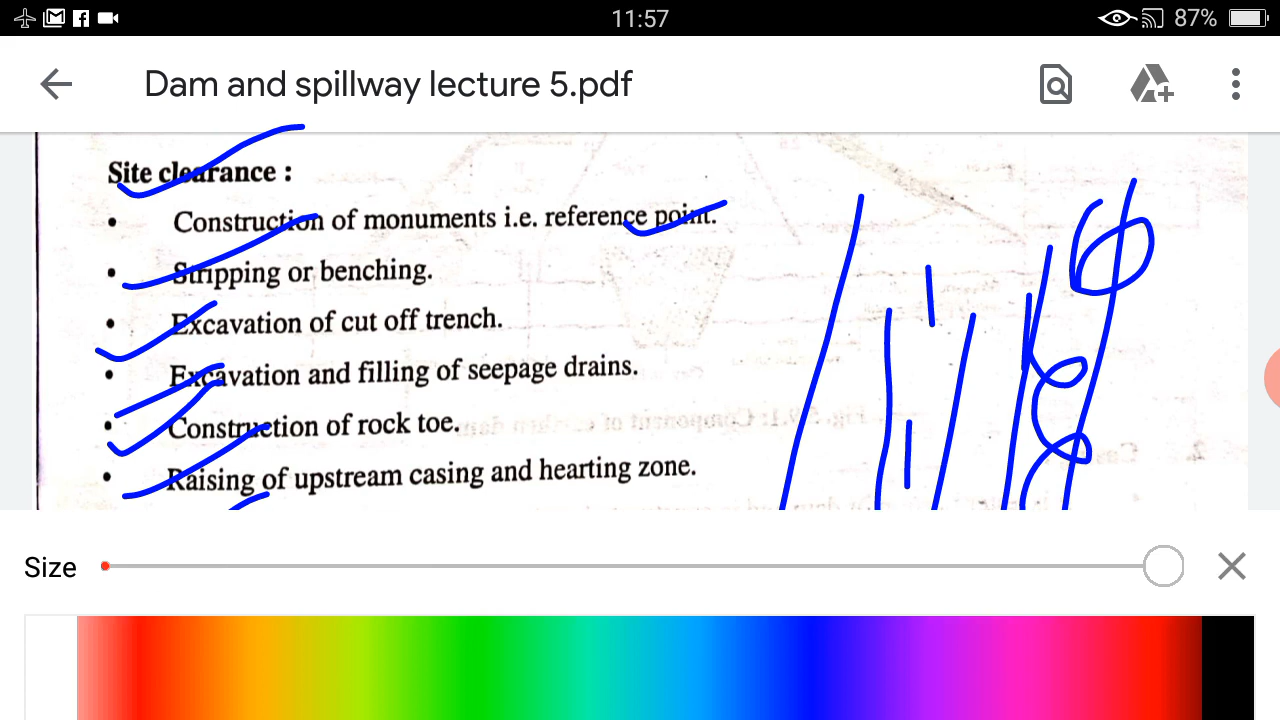 11:57
87%
Dam and spillway lecture 5.pdf
Site clearance :
• Construction of monuments i.e. reference point.
• Stripping or benching.
• Excavation of cut off trench.
• Excavation and filling of seepage drains.
• Construction of rock toe.
• Raising of upstream casing and hearting zone.
Size